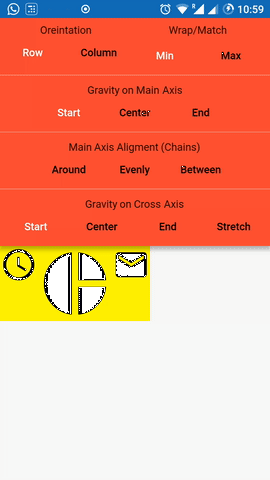 10:59
Oreintation Wrap/Match
Row Column Min Max
Gravity on Main Axis
Start Center End
Main Axis Aligment (Chains)
Around Evenly Between
Gravity on Cross Axis
Start Center End Stretch